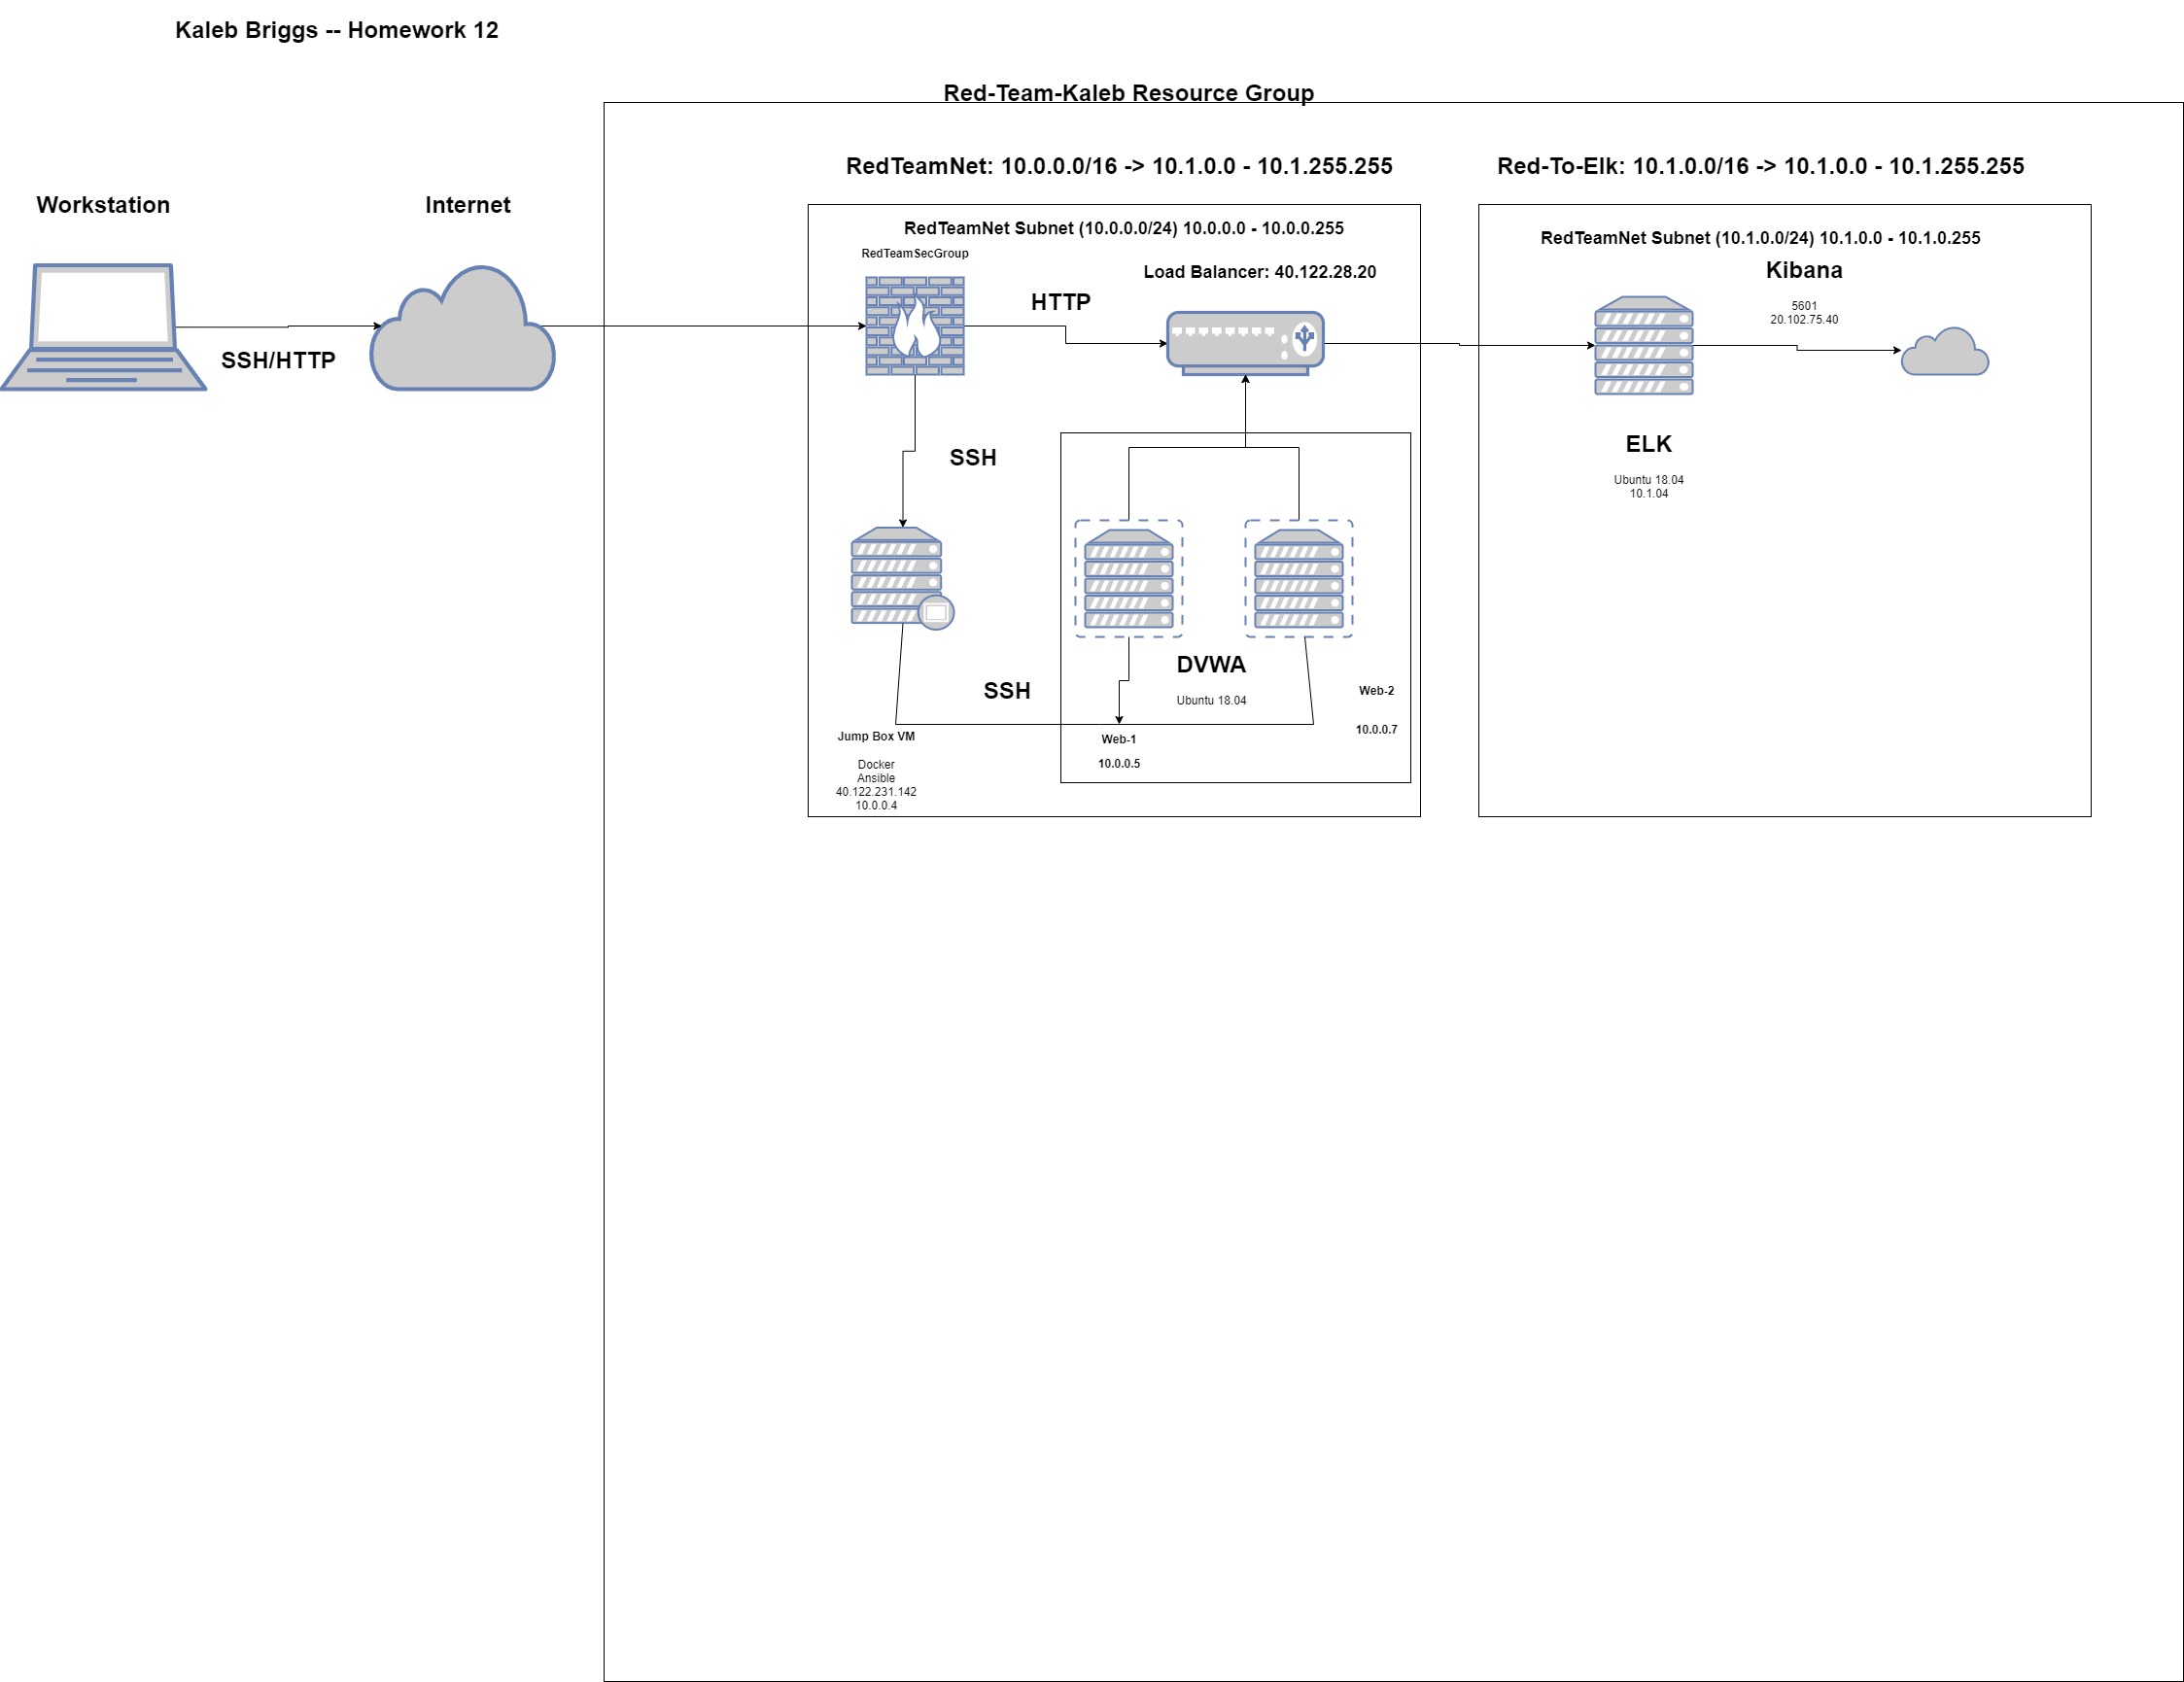 Kaleb Briggs -- Homework 12
Red-Team-Kaleb Resource Group
RedTeamNet: 10.0.0.0/16 -> 10.1.0.0 - 10.1.255.255
Red-To-Elk: 10.1.0.0/16 -> 10.1.0.0 - 10.1.255.255
Workstation
Internet
SSH/HTTP
RedTeamNet Subnet (10.0.0.0/24) 10.0.0.0 - 10.0.0.255
RedTeamSecGroup
Load Balancer: 40.122.28.20
HTTP
SSH
SSH
DVWA
Ubuntu 18.04
Web-2
10.0.0.7
Web-1
10.0.0.5
Jump Box VM
Docker
Ansible
40.122.231.142
10.0.0.4
RedTeamNet Subnet (10.1.0.0/24) 10.1.0.0 - 10.1.0.255
Kibana
5601
20.102.75.40
ELK
Ubuntu 18.04
10.1.04